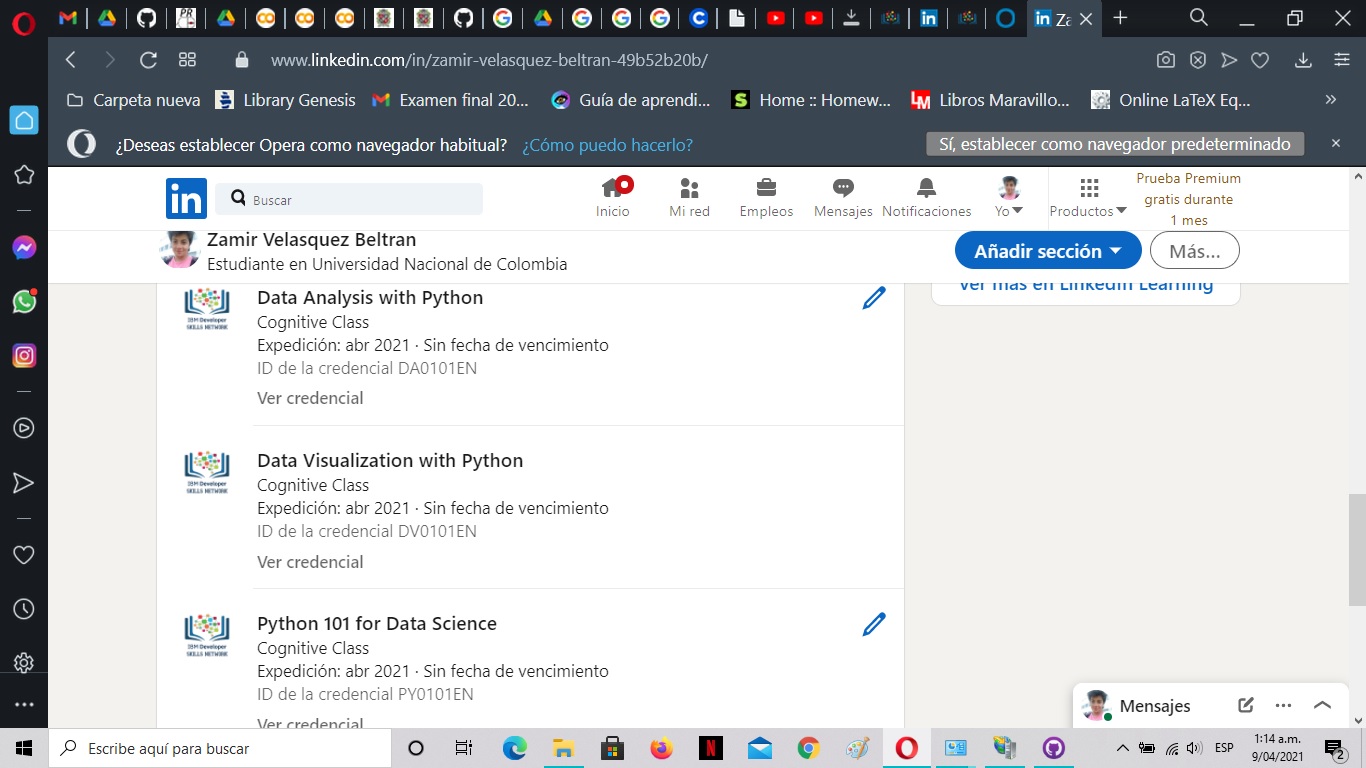 Za
www.linkedin.com/in/zamir-velasquez-beltran-49b52b20b/
Carpeta nueva
Library Genesis
Examen final 20...
Guía de aprendi...
Home :: Homew...
Libros Maravillo...
Online LaTeX Eq...
¿Deseas establecer Opera como navegador habitual? ¿Cómo puedo hacerlo?
Sí, establecer como navegador predeterminado
in
Buscar
Inicio
Mi red
Empleos
Mensajes
Notificaciones
Yo
Productos
Prueba Premium
gratis durante
1 mes
Zamir Velasquez Beltran
Estudiante en Universidad Nacional de Colombia
Añadir sección
Más...
Ver más en LinkedIn Learning
IBM Developer
SKILLS NETWORK
Data Analysis with Python
Cognitive Class
Expedición: abr 2021 · Sin fecha de vencimiento
ID de la credencial DA0101EN
Ver credencial
IBM Developer
SKILLS NETWORK
Data Visualization with Python
Cognitive Class
Expedición: abr 2021 · Sin fecha de vencimiento
ID de la credencial DV0101EN
Ver credencial
IBM Developer
SKILLS NETWORK
Python 101 for Data Science
Cognitive Class
Expedición: abr 2021 · Sin fecha de vencimiento
ID de la credencial PY0101EN
Ver credencial
Mensajes
Escribe aquí para buscar
ESP
1:14 a.m.
9/04/2021
2